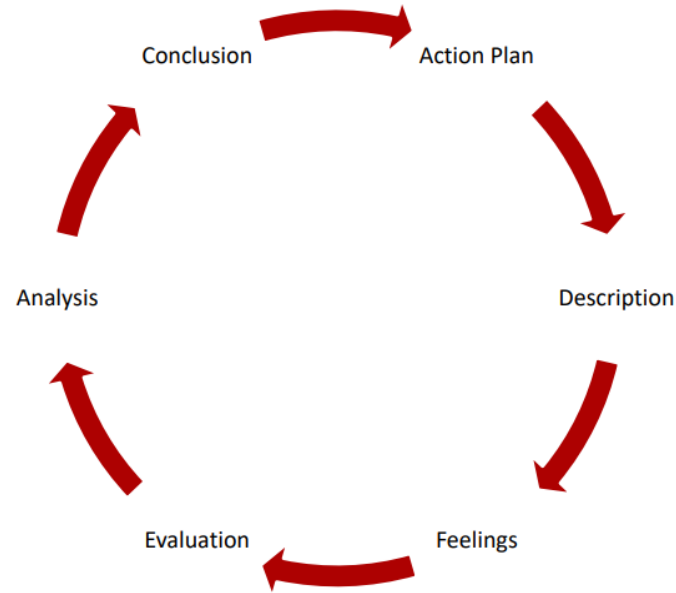 Conclusion
Action Plan
Description
Feelings
Evaluation
Analysis